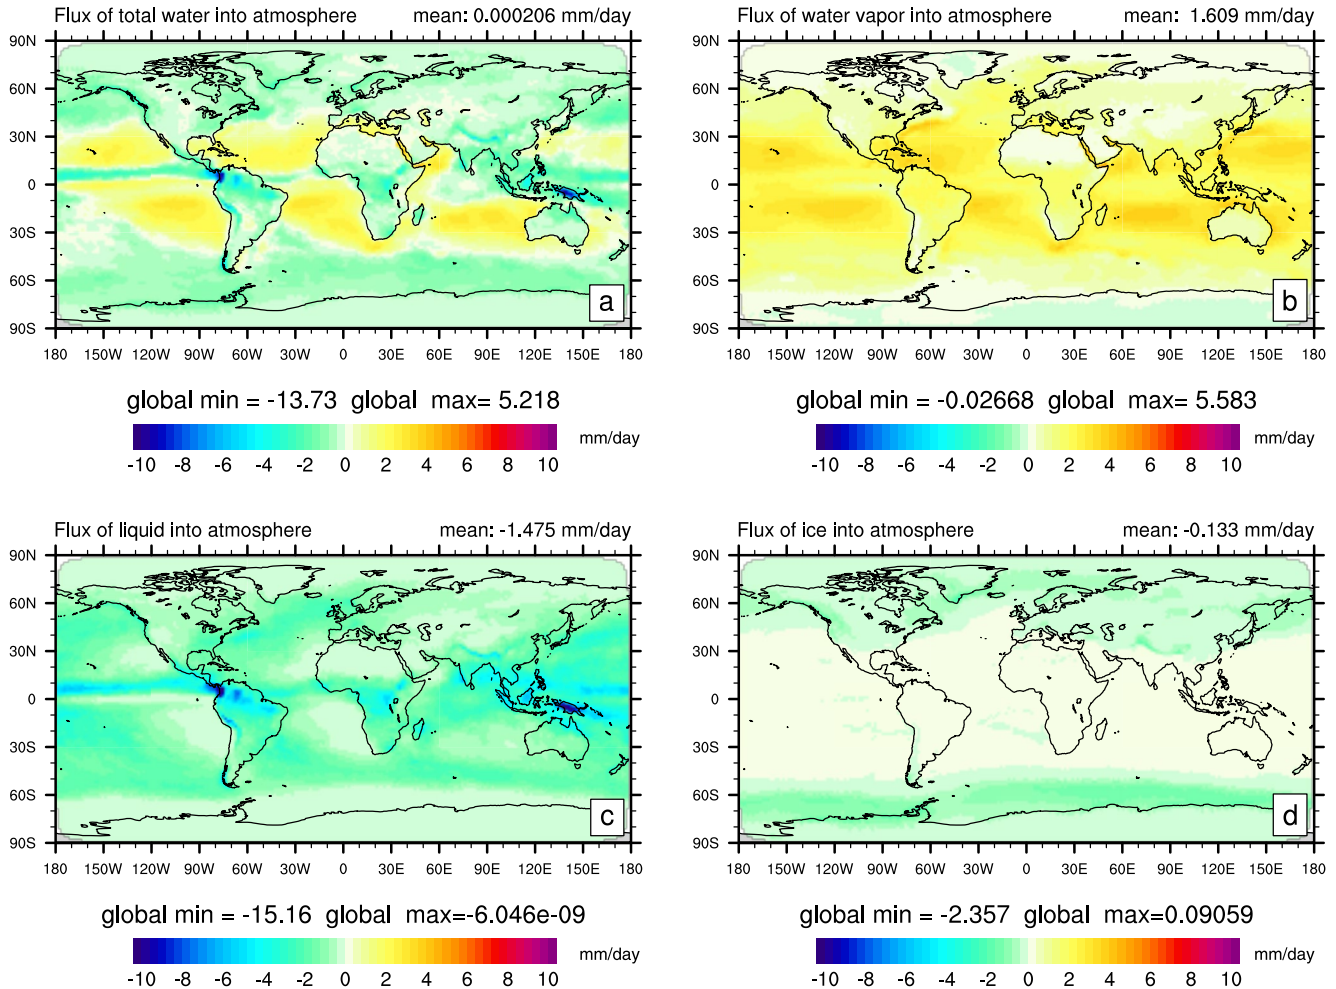 Flux of total water into atmosphere mean: 0.000206 mm/day
90N
60N
30N
0
30S
60S
90S
a
180 150W 120W 90W 60W 30W 0 30E 60E 90E 120E 150E 180
global min = -13.73 global max= 5.218
mm/day
-10 -8 -6 -4 -2 0 2 4 6 8 10
Flux of water vapor into atmosphere mean: 1.609 mm/day
90N
60N
30N
0
30S
60S
90S
b
180 150W 120W 90W 60W 30W 0 30E 60E 90E 120E 150E 180
global min = -0.02668 global max= 5.583
mm/day
-10 -8 -6 -4 -2 0 2 4 6 8 10
Flux of liquid into atmosphere mean: -1.475 mm/day
90N
60N
30N
0
30S
60S
90S
c
180 150W 120W 90W 60W 30W 0 30E 60E 90E 120E 150E 180
global min = -15.16 global max=-6.046e-09
mm/day
-10 -8 -6 -4 -2 0 2 4 6 8 10
Flux of ice into atmosphere mean: -0.133 mm/day
90N
60N
30N
0
30S
60S
90S
d
180 150W 120W 90W 60W 30W 0 30E 60E 90E 120E 150E 180
global min = -2.357 global max=0.09059
mm/day
-10 -8 -6 -4 -2 0 2 4 6 8 10